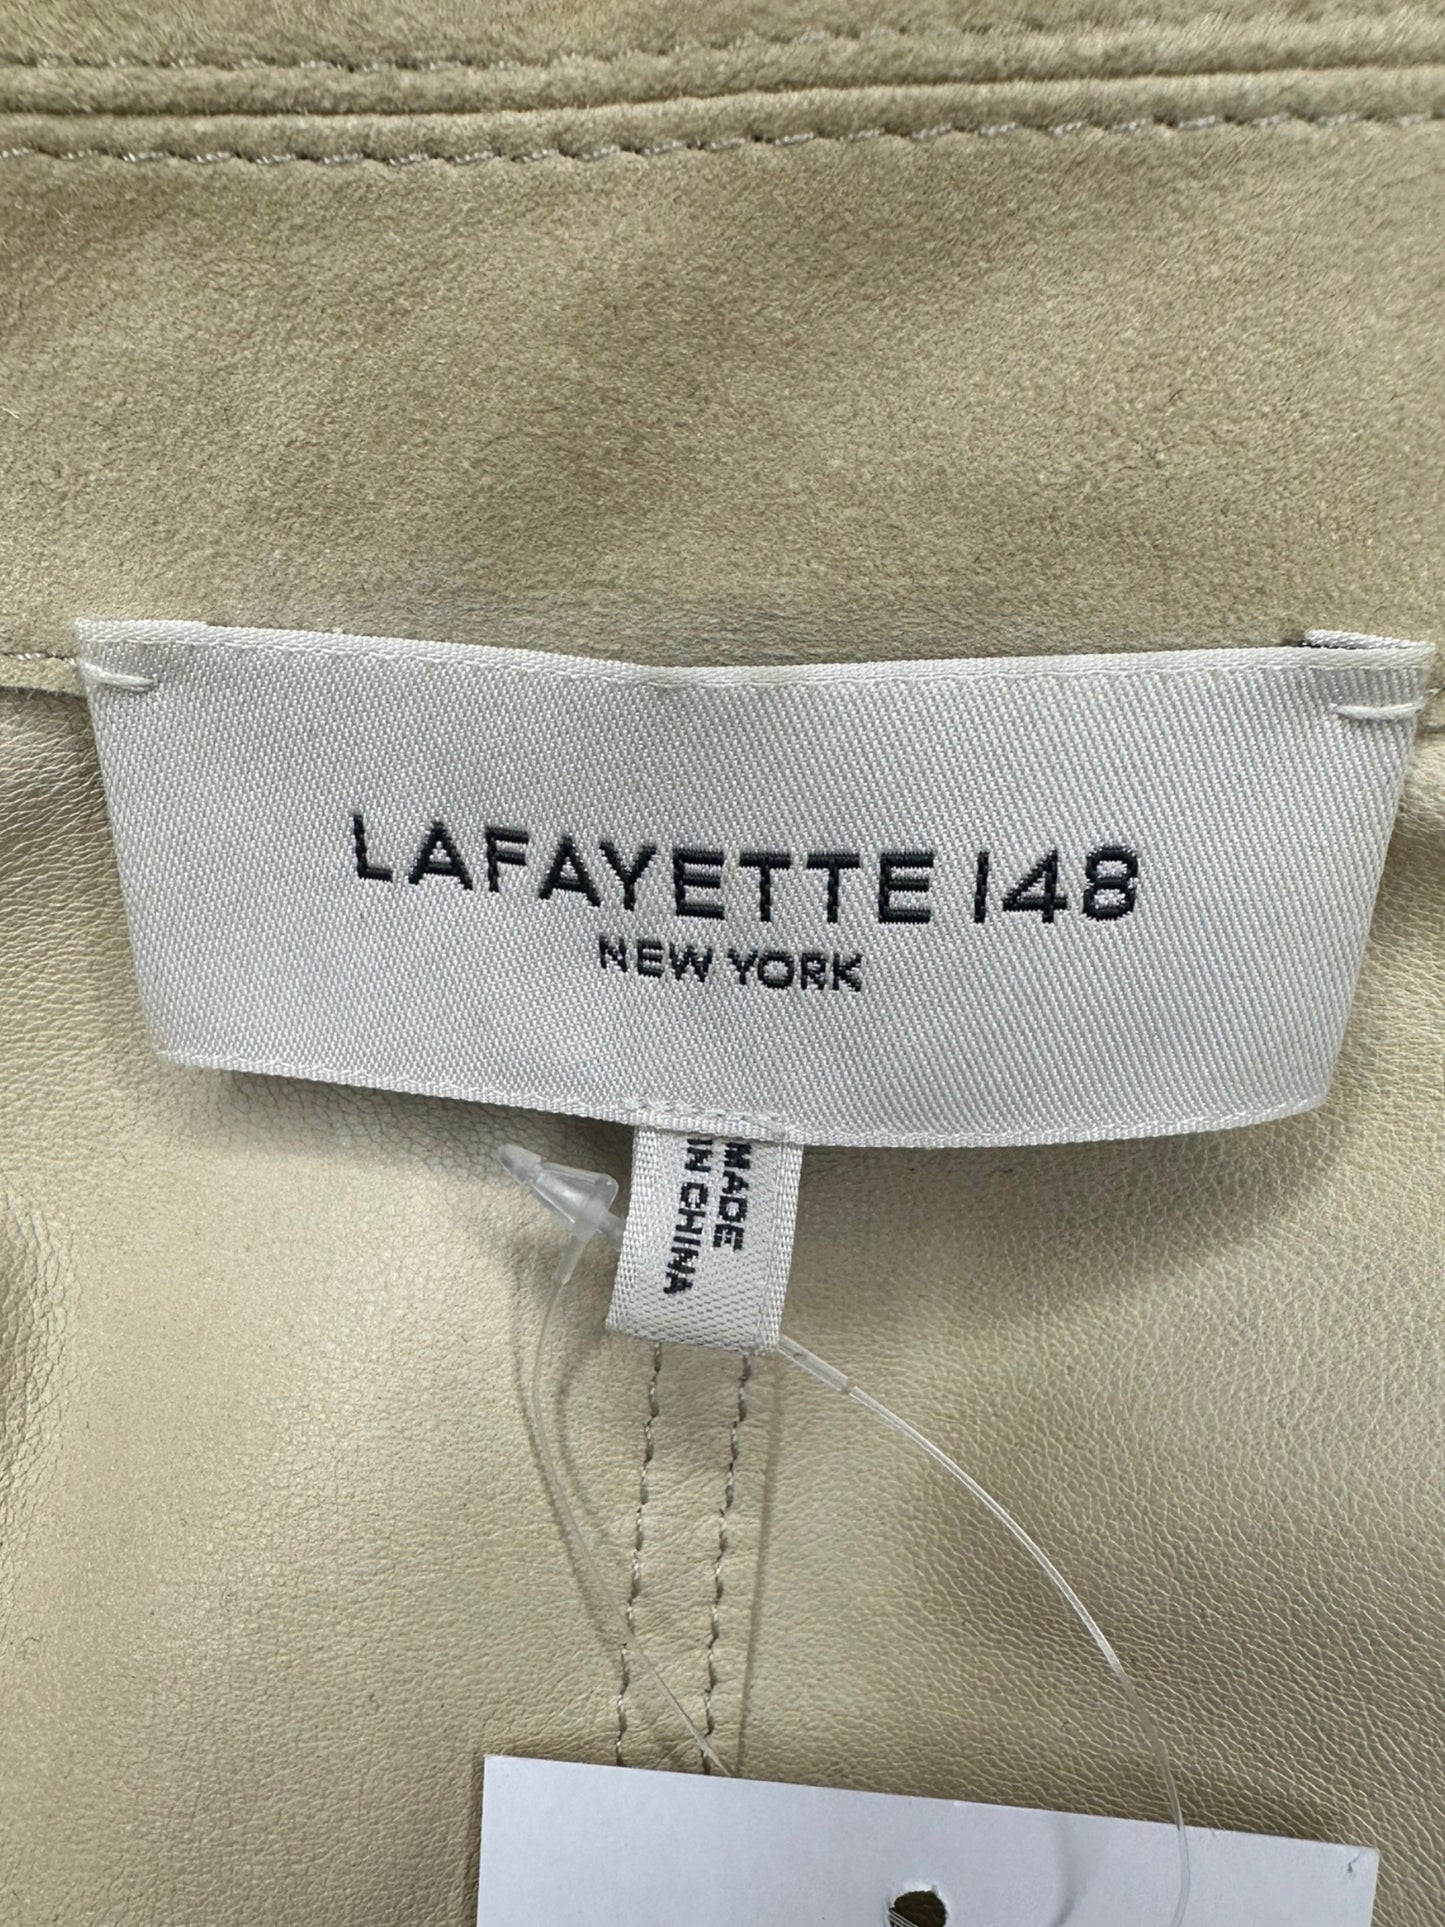 LAFAYETTE 148
NEW YORK
MADE
IN CHINA